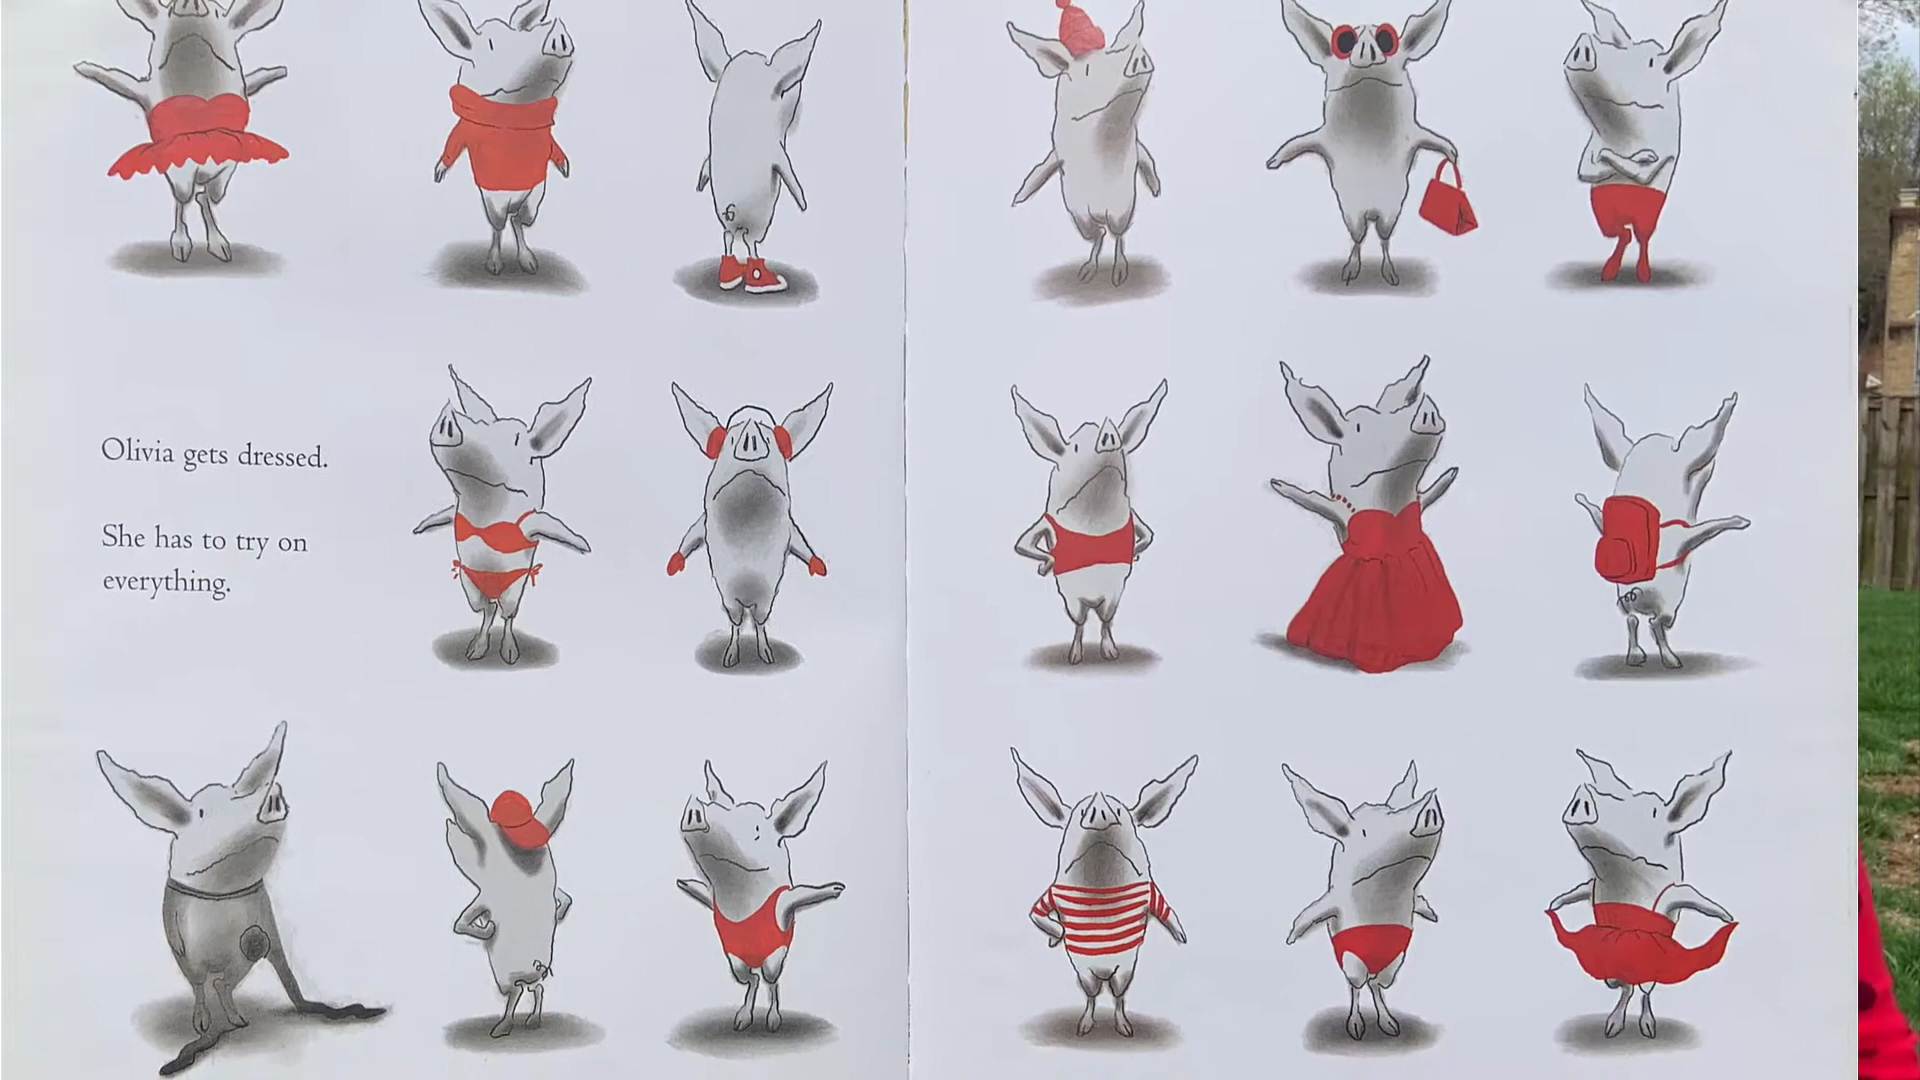 Olivia gets dressed.
She has to try on
everything.